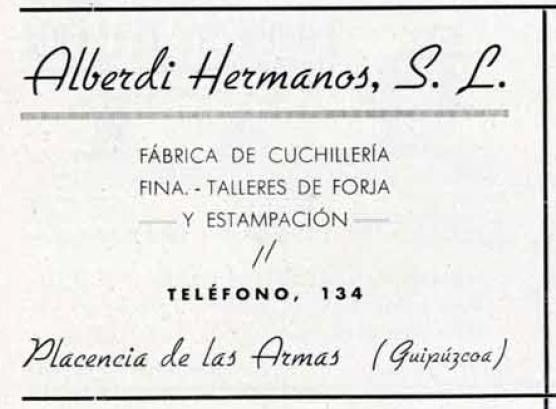 Alberdi Hermanos, S. L.
FÁBRICA DE CUCHILLERÍA
FINA. - TALLERES DE FORJA
Y ESTAMPACIÓN
//
TELÉFONO, 134
Placencia de las Armas (Guipúzcoa)